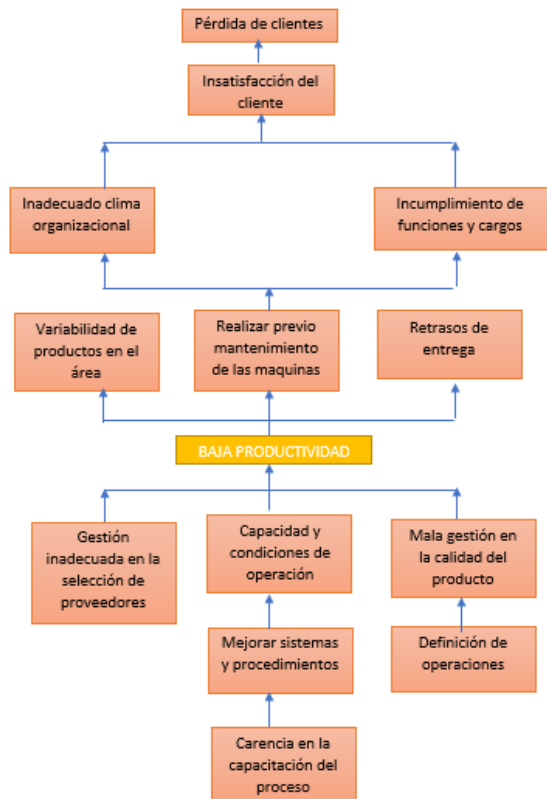 Pérdida de clientes
Insatisfacción del
cliente
Inadecuado clima
organizacional
Incumplimiento de
funciones y cargos
Variabilidad de
productos en el
área
Realizar previo
mantenimiento
de las maquinas
Retrasos de
entrega
BAJA PRODUCTIVIDAD
Gestión
inadecuada en la
selección de
proveedores
Capacidad y
condiciones de
operación
Mala gestión en
la calidad del
producto
Mejorar sistemas
y procedimientos
Definición de
operaciones
Carencia en la
capacitación del
proceso